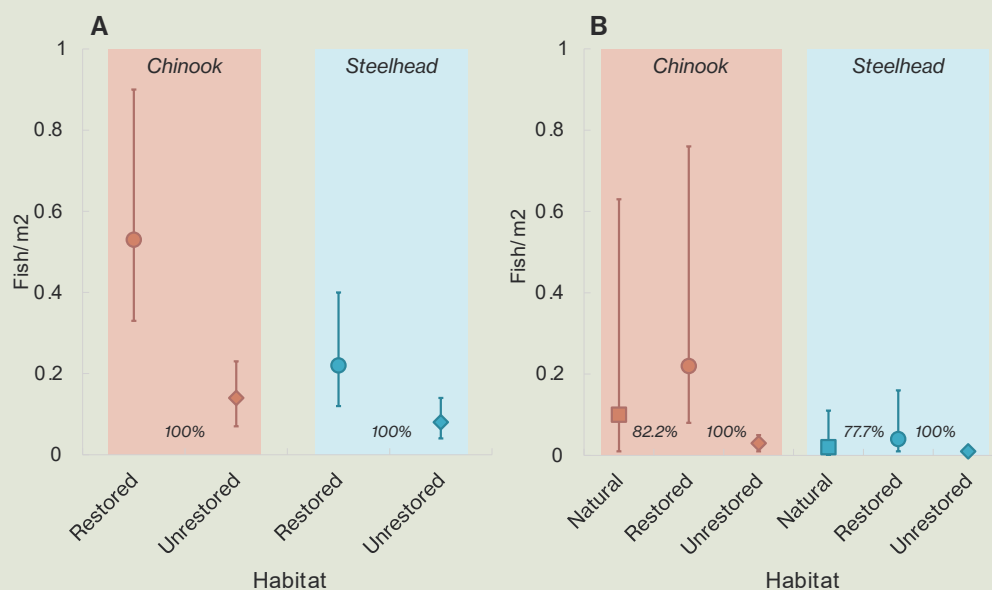 A
1
0.8
0.6
0.4
0.2
0
Fish/m2
Chinook
Steelhead
100%
100%
Restored
Unrestored
Restored
Unrestored
Habitat
B
1
0.8
0.6
0.4
0.2
0
Fish/m2
Chinook
Steelhead
82.2%
100%
77.7%
100%
Natural
Restored
Unrestored
Natural
Restored
Unrestored
Habitat